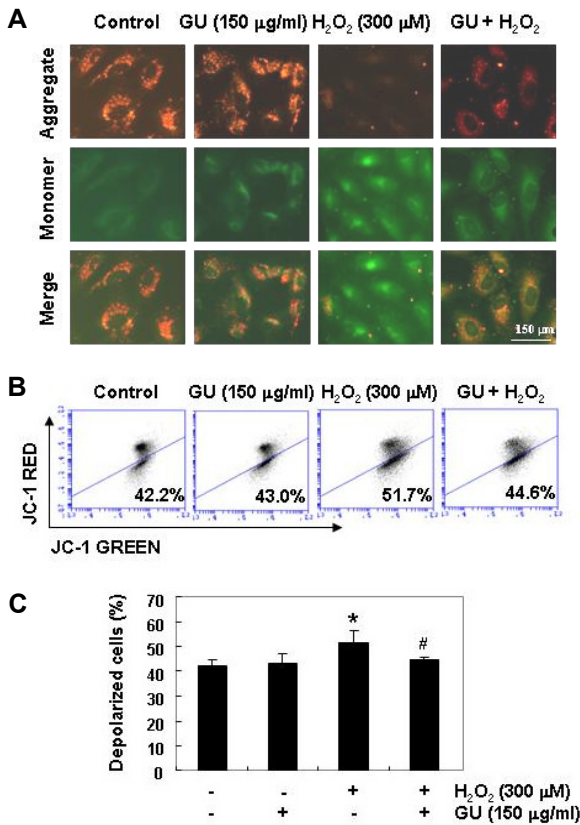 A
Control GU (150 µg/ml) H₂O₂ (300 µM) GU + H₂O₂
Aggregate
Monomer
Merge
150 µm
B
Control GU (150 µg/ml) H₂O₂ (300 µM) GU + H₂O₂
JC-1 RED
42.2% 43.0% 51.7% 44.6%
JC-1 GREEN
C
Depolarized cells (%)
70
60
50
40
30
20
10
0
* #
- - + + H₂O₂ (300 µM)
- + - + GU (150 µg/ml)